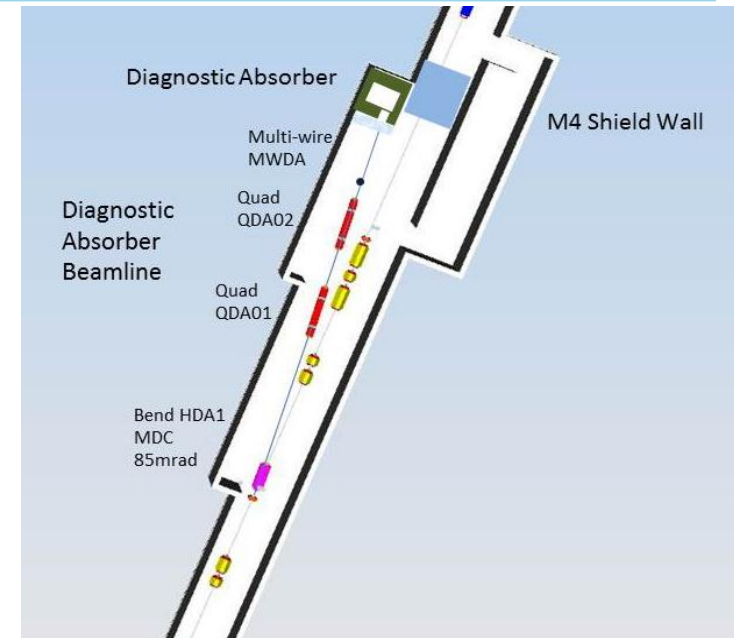 Diagnostic Absorber
M4 Shield Wall
Multi-wire
MWDA
Quad
QDA02
Diagnostic
Absorber
Beamline
Quad
QDA01
Bend HDA1
MDC
85mrad